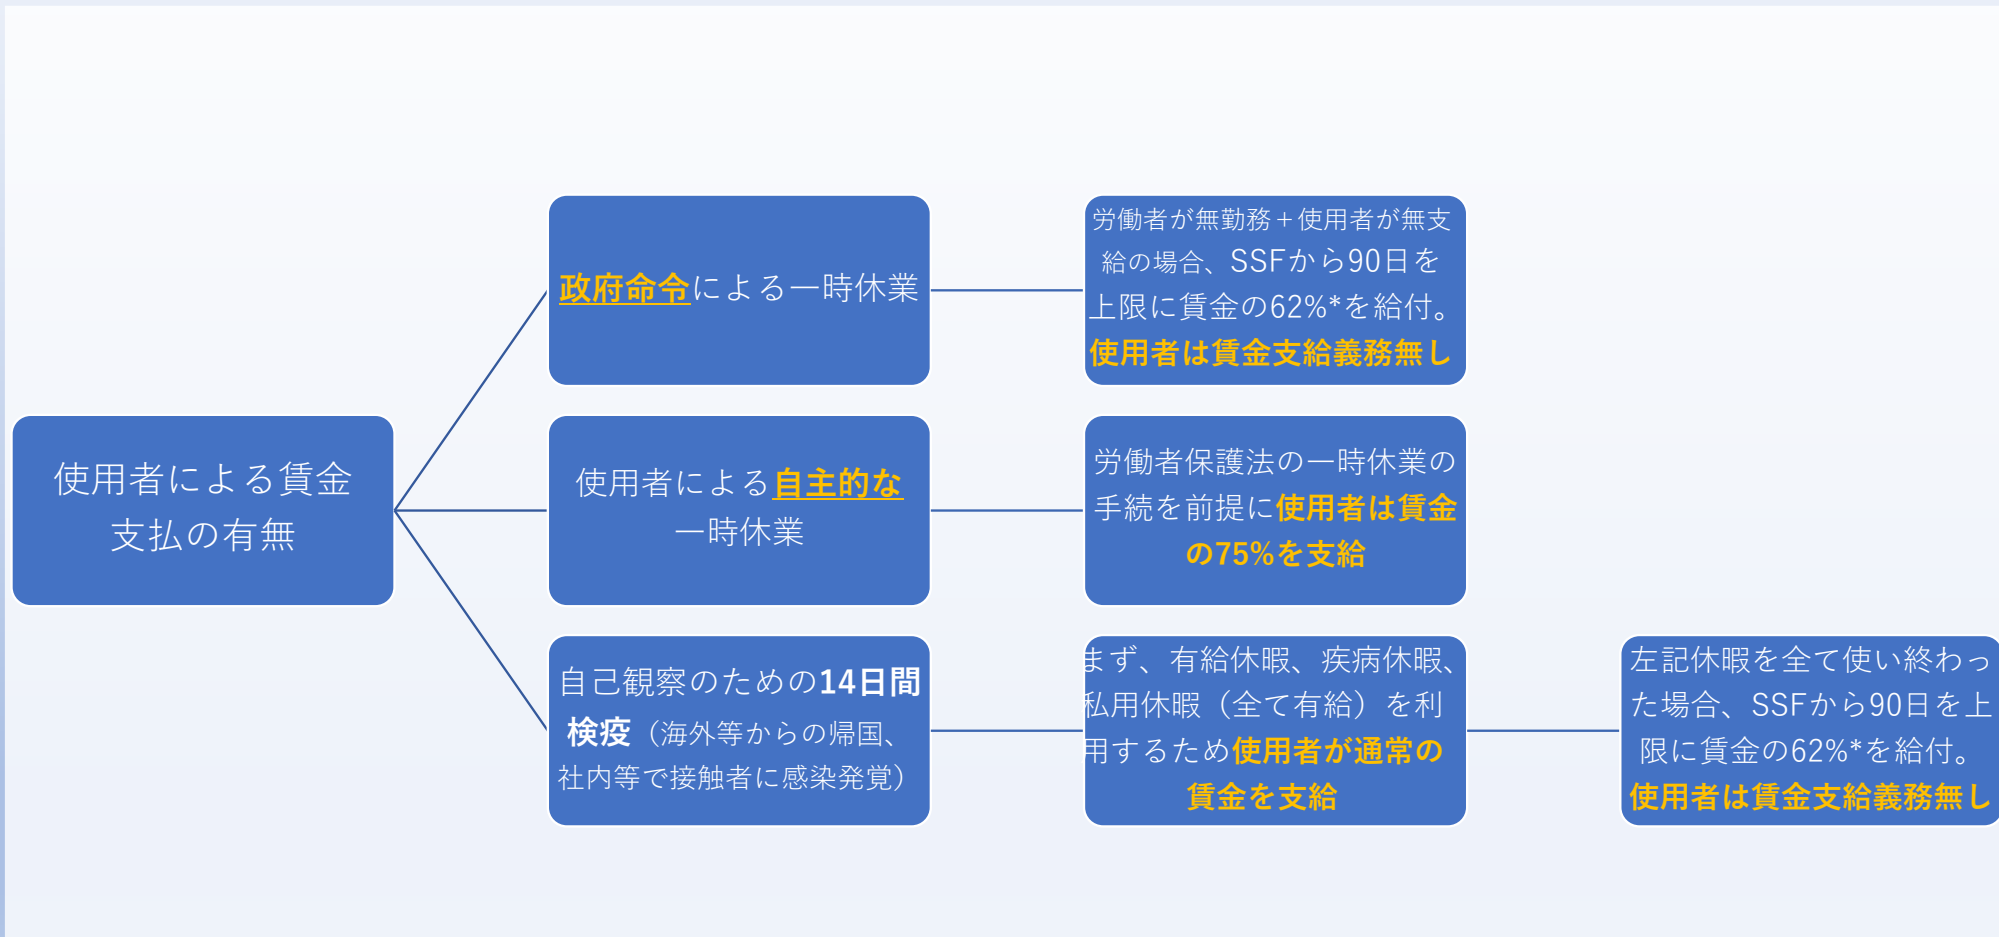 使用者による賃金
支払の有無
政府命令による一時休業
労働者が無勤務＋使用者が無支
給の場合、SSFから90日を
上限に賃金の62%*を給付。
使用者は賃金支給義務無し
使用者による自主的な
一時休業
労働者保護法の一時休業の
手続を前提に使用者は賃金
の75%を支給
自己観察のための14日間
検疫（海外等からの帰国、
社内等で接触者に感染発覚）
まず、有給休暇、疾病休暇、
私用休暇（全て有給）を利
用するため使用者が通常の
賃金を支給
左記休暇を全て使い終わっ
た場合、SSFから90日を上
限に賃金の62%*を給付。
使用者は賃金支給義務無し